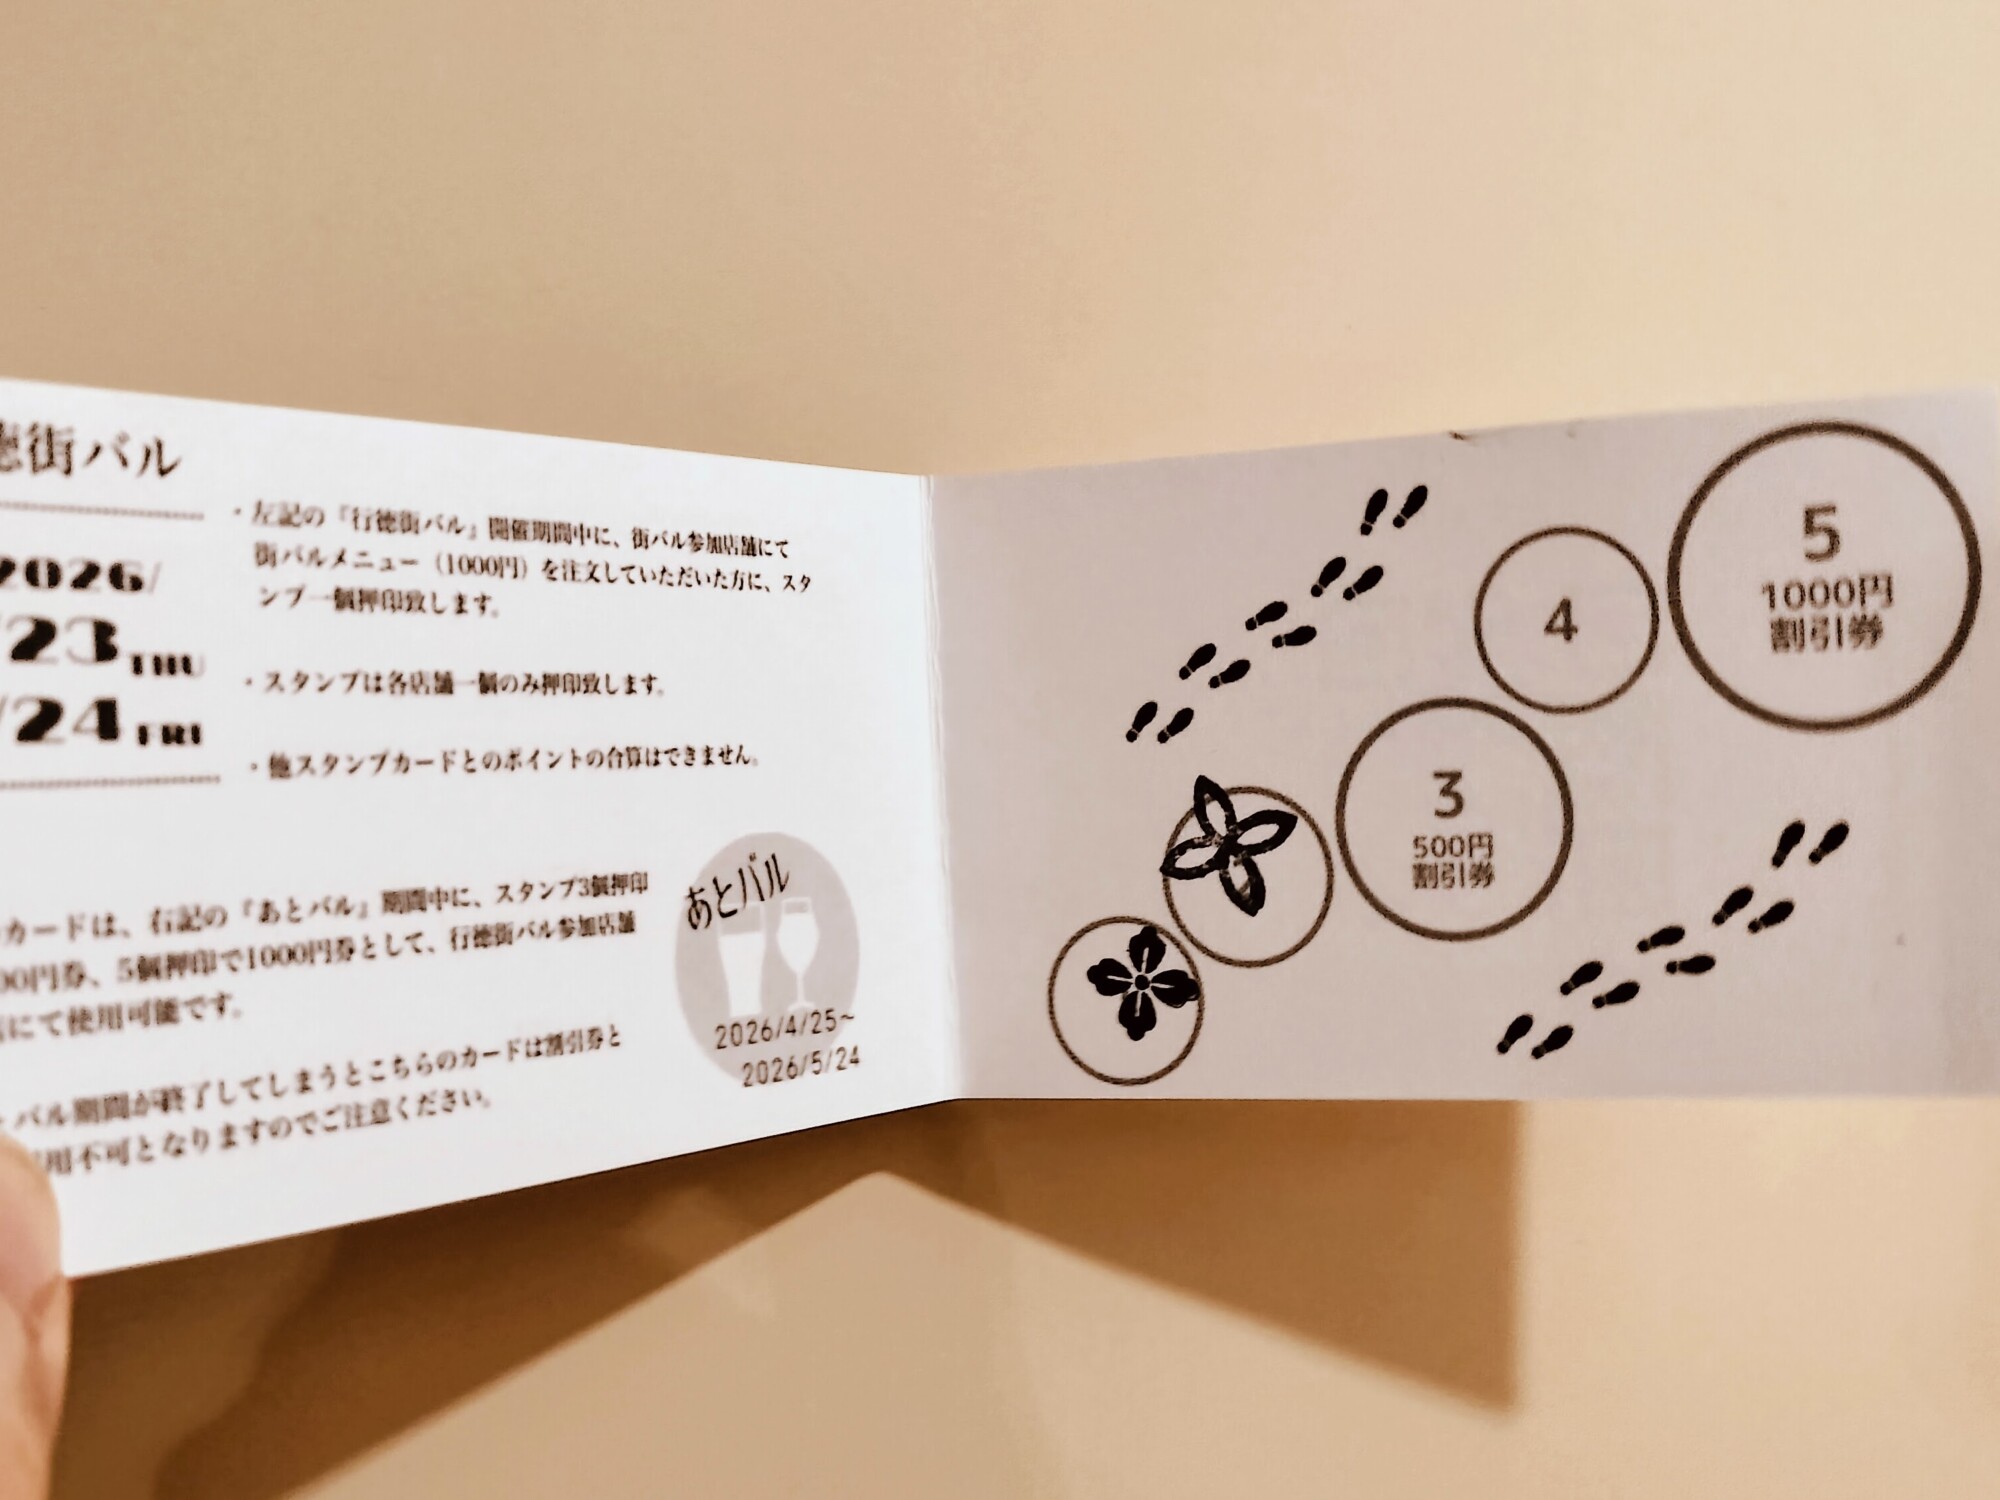 徳街バル
2026/
/23 THU
/24 FRI
・左記の『行徳街バル』開催期間中に、街バル参加店舗にて
街バルメニュー（1000円）を注文していただいた方に、スタ
ンプ一個押印致します。
・スタンプは各店舗一個のみ押印致します。
・他スタンプカードとのポイントの合算はできません。
カードは、右記の『あとバル』期間中に、スタンプ3個押印
00円券、5個押印で1000円券として、行徳街バル参加店舗
にて使用可能です。
バル期間が終了してしまうとこちらのカードは割引券と
用不可となりますのでご注意ください。
あとバル
2026/4/25~
2026/5/24
5
1000円
割引券
4
3
500円
割引券